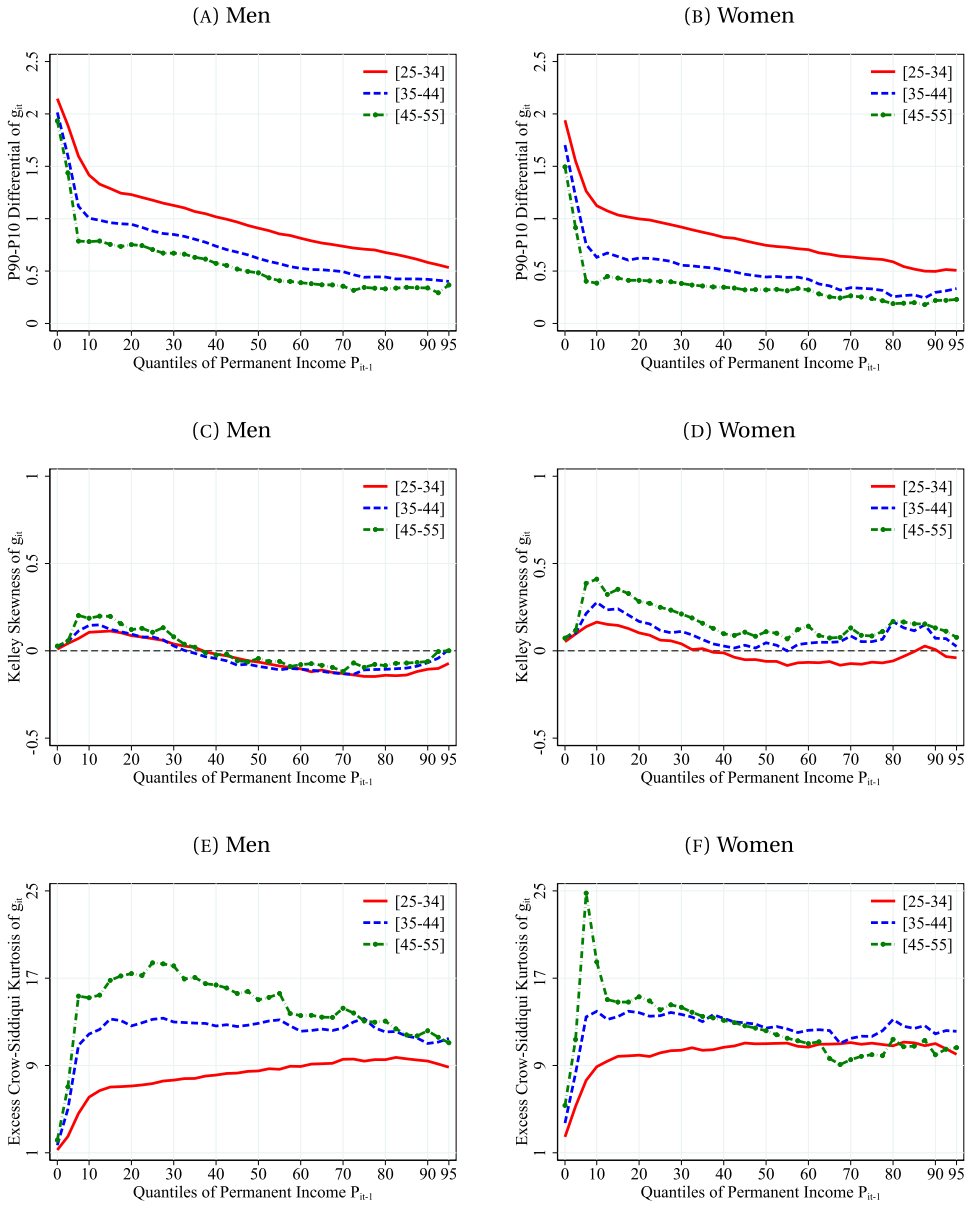 (A) Men
P90-P10 Differential of git
2.5
2
1.5
1
0.5
0
[25-34]
[35-44]
[45-55]
0 10 20 30 40 50 60 70 80 90 95
Quantiles of Permanent Income Pit-1
(B) Women
P90-P10 Differential of git
2.5
2
1.5
1
0.5
0
[25-34]
[35-44]
[45-55]
0 10 20 30 40 50 60 70 80 90 95
Quantiles of Permanent Income Pit-1
(C) Men
Kelley Skewness of git
1
0.5
0
-0.5
[25-34]
[35-44]
[45-55]
0 10 20 30 40 50 60 70 80 90 95
Quantiles of Permanent Income Pit-1
(D) Women
Kelley Skewness of git
1
0.5
0
-0.5
[25-34]
[35-44]
[45-55]
0 10 20 30 40 50 60 70 80 90 95
Quantiles of Permanent Income Pit-1
(E) Men
Excess Crow-Siddiqui Kurtosis of git
25
17
9
1
[25-34]
[35-44]
[45-55]
0 10 20 30 40 50 60 70 80 90 95
Quantiles of Permanent Income Pit-1
(F) Women
Excess Crow-Siddiqui Kurtosis of git
25
17
9
1
[25-34]
[35-44]
[45-55]
0 10 20 30 40 50 60 70 80 90 95
Quantiles of Permanent Income Pit-1